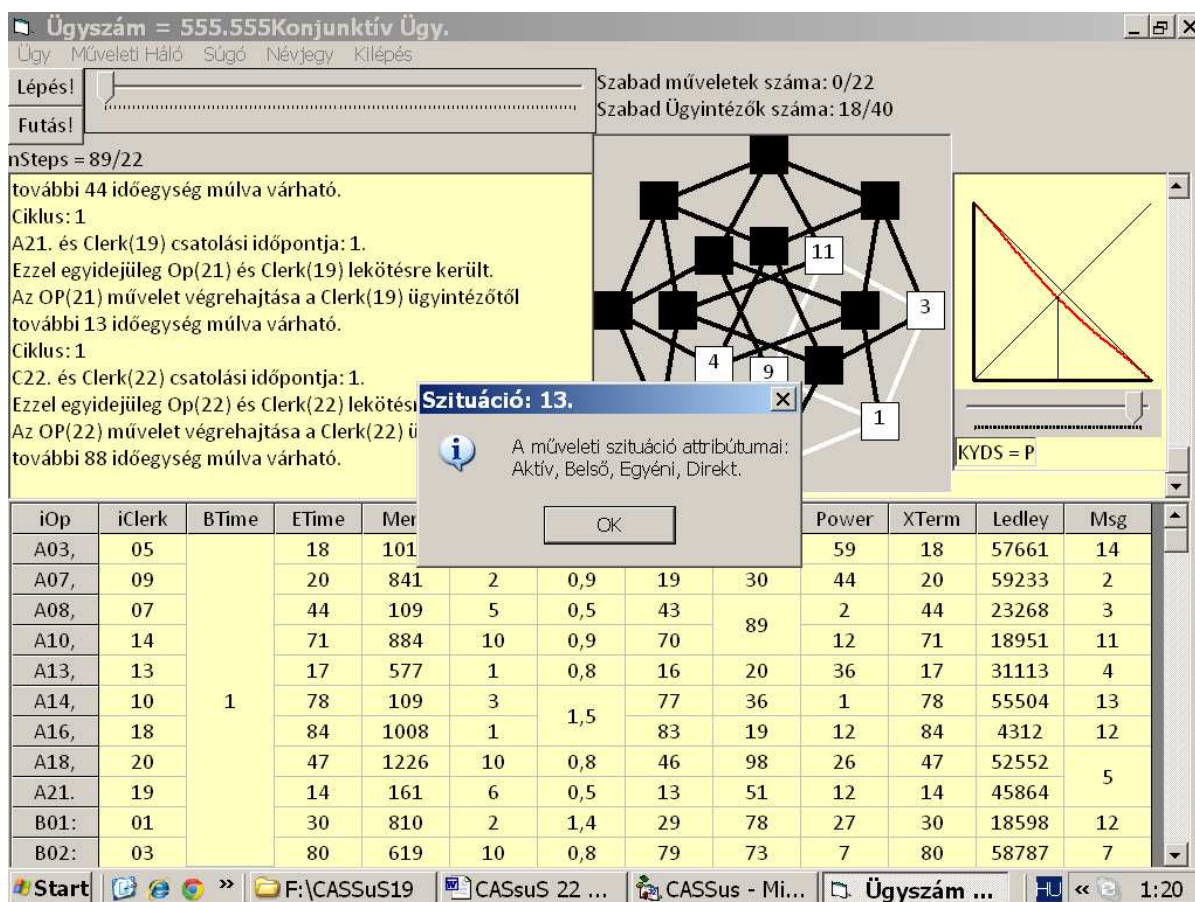 Ügyszám = 555.555Konjunktív Ügy.
Ügy Műveleti Háló Súgó Névjegy Kilépés
Lépés!
Futás!
Szabad műveletek száma: 0/22
Szabad Ügyintézők száma: 18/40
nSteps = 89/22
további 44 időegység múlva várható.
Ciklus: 1
A21. és Clerk(19) csatolási időpontja: 1.
Ezzel egyidejüleg Op(21) és Clerk(19) lekötésre került.
Az OP(21) művelet végrehajtása a Clerk(19) ügyintézőtől
további 13 időegység múlva várható.
Ciklus: 1
C22. és Clerk(22) csatolási időpontja: 1.
Ezzel egyidejüleg Op(22) és Clerk(22)
Az OP(22) művelet végrehajtása a Clerk(22)
további 88 időegység múlva várható.
11
3
4
9
1
KYDS = P
Szituáció: 13.
A műveleti szituáció attribútumai:
Aktív, Belső, Egyéni, Direkt.
OK
iOp iClerk BTime ETime Power XTerm Ledley Msg
A03, 05 18 101 59 18 57661 14
A07, 09 20 841 2 0,9 19 30 44 20 59233 2
A08, 07 44 109 5 0,5 43 89 2 44 23268 3
A10, 14 71 884 10 0,9 70 12 71 18951 11
A13, 13 17 577 1 0,8 16 20 36 17 31113 4
A14, 10 1 78 109 3 1,5 77 36 1 78 55504 13
A16, 18 84 1008 1 83 19 12 84 4312 12
A18, 20 47 1226 10 0,8 46 98 26 47 52552 5
A21. 19 14 161 6 0,5 13 51 12 14 45864
B01: 01 30 810 2 1,4 29 78 27 30 18598 12
B02: 03 80 619 10 0,8 79 73 7 80 58787 7
Start » F:\CASSuS19 CASsuS 22 ... CASSus - Mi... Ügyszám ... HU « 1:20